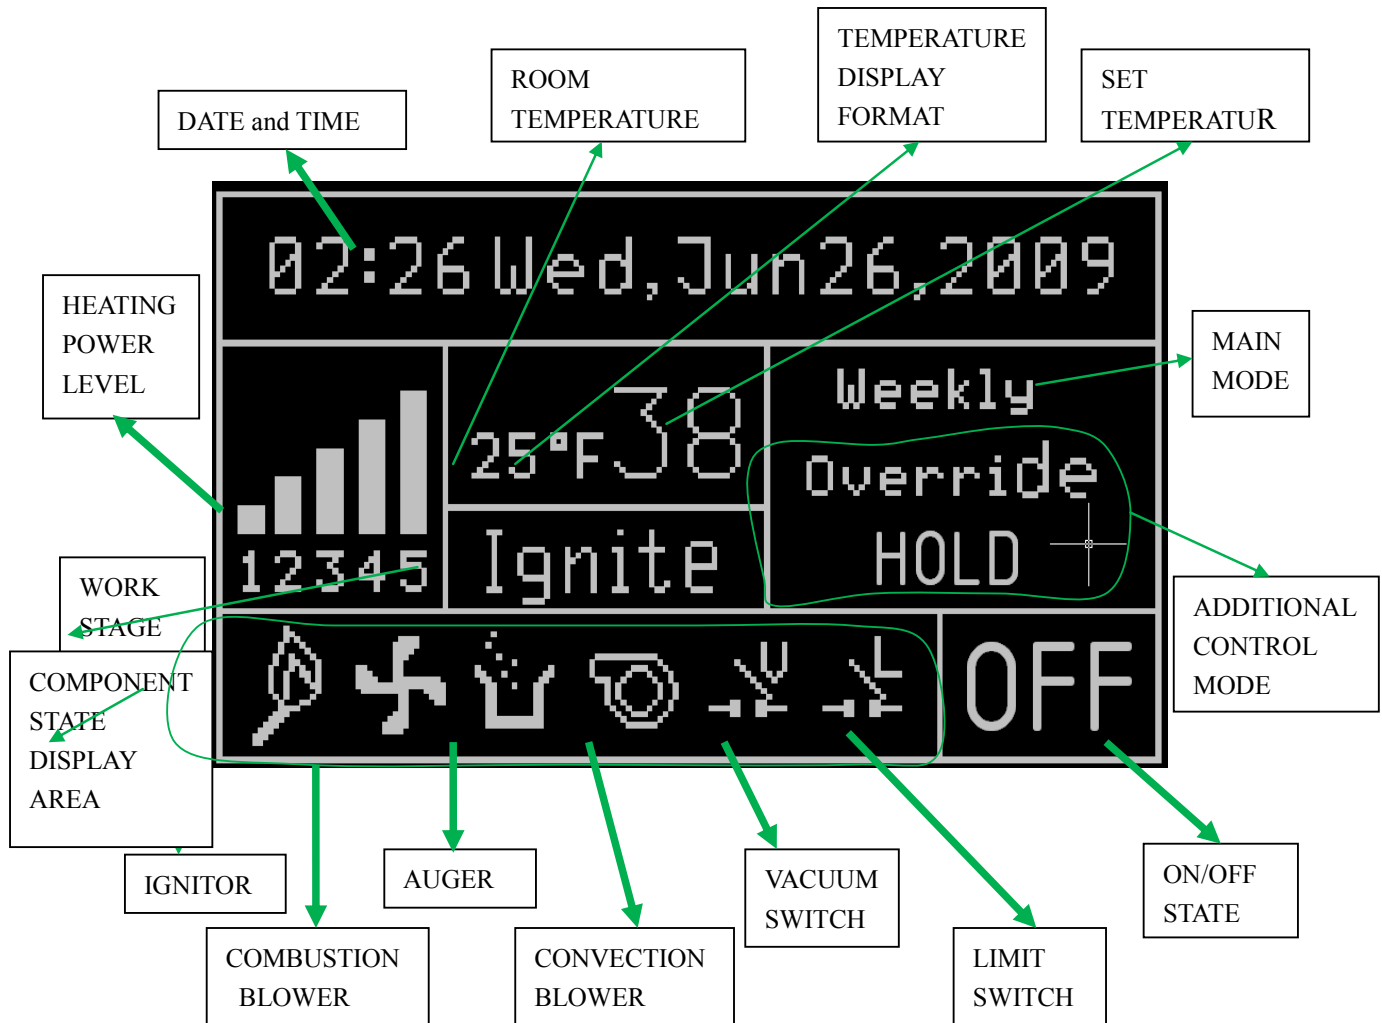 TEMPERATURE
DISPLAY
FORMAT
ROOM
TEMPERATURE
SET
TEMPERATUR
DATE and TIME
02:26 Wed,Jun26,2009
HEATING
POWER
LEVEL
MAIN
MODE
Weekly
25°F 38
Override
HOLD
Ignite
12345
WORK
STAGE
ADDITIONAL
CONTROL
MODE
COMPONENT
STATE
DISPLAY
AREA
V
L
OFF
IGNITOR
AUGER
VACUUM
SWITCH
ON/OFF
STATE
COMBUSTION
BLOWER
CONVECTION
BLOWER
LIMIT
SWITCH